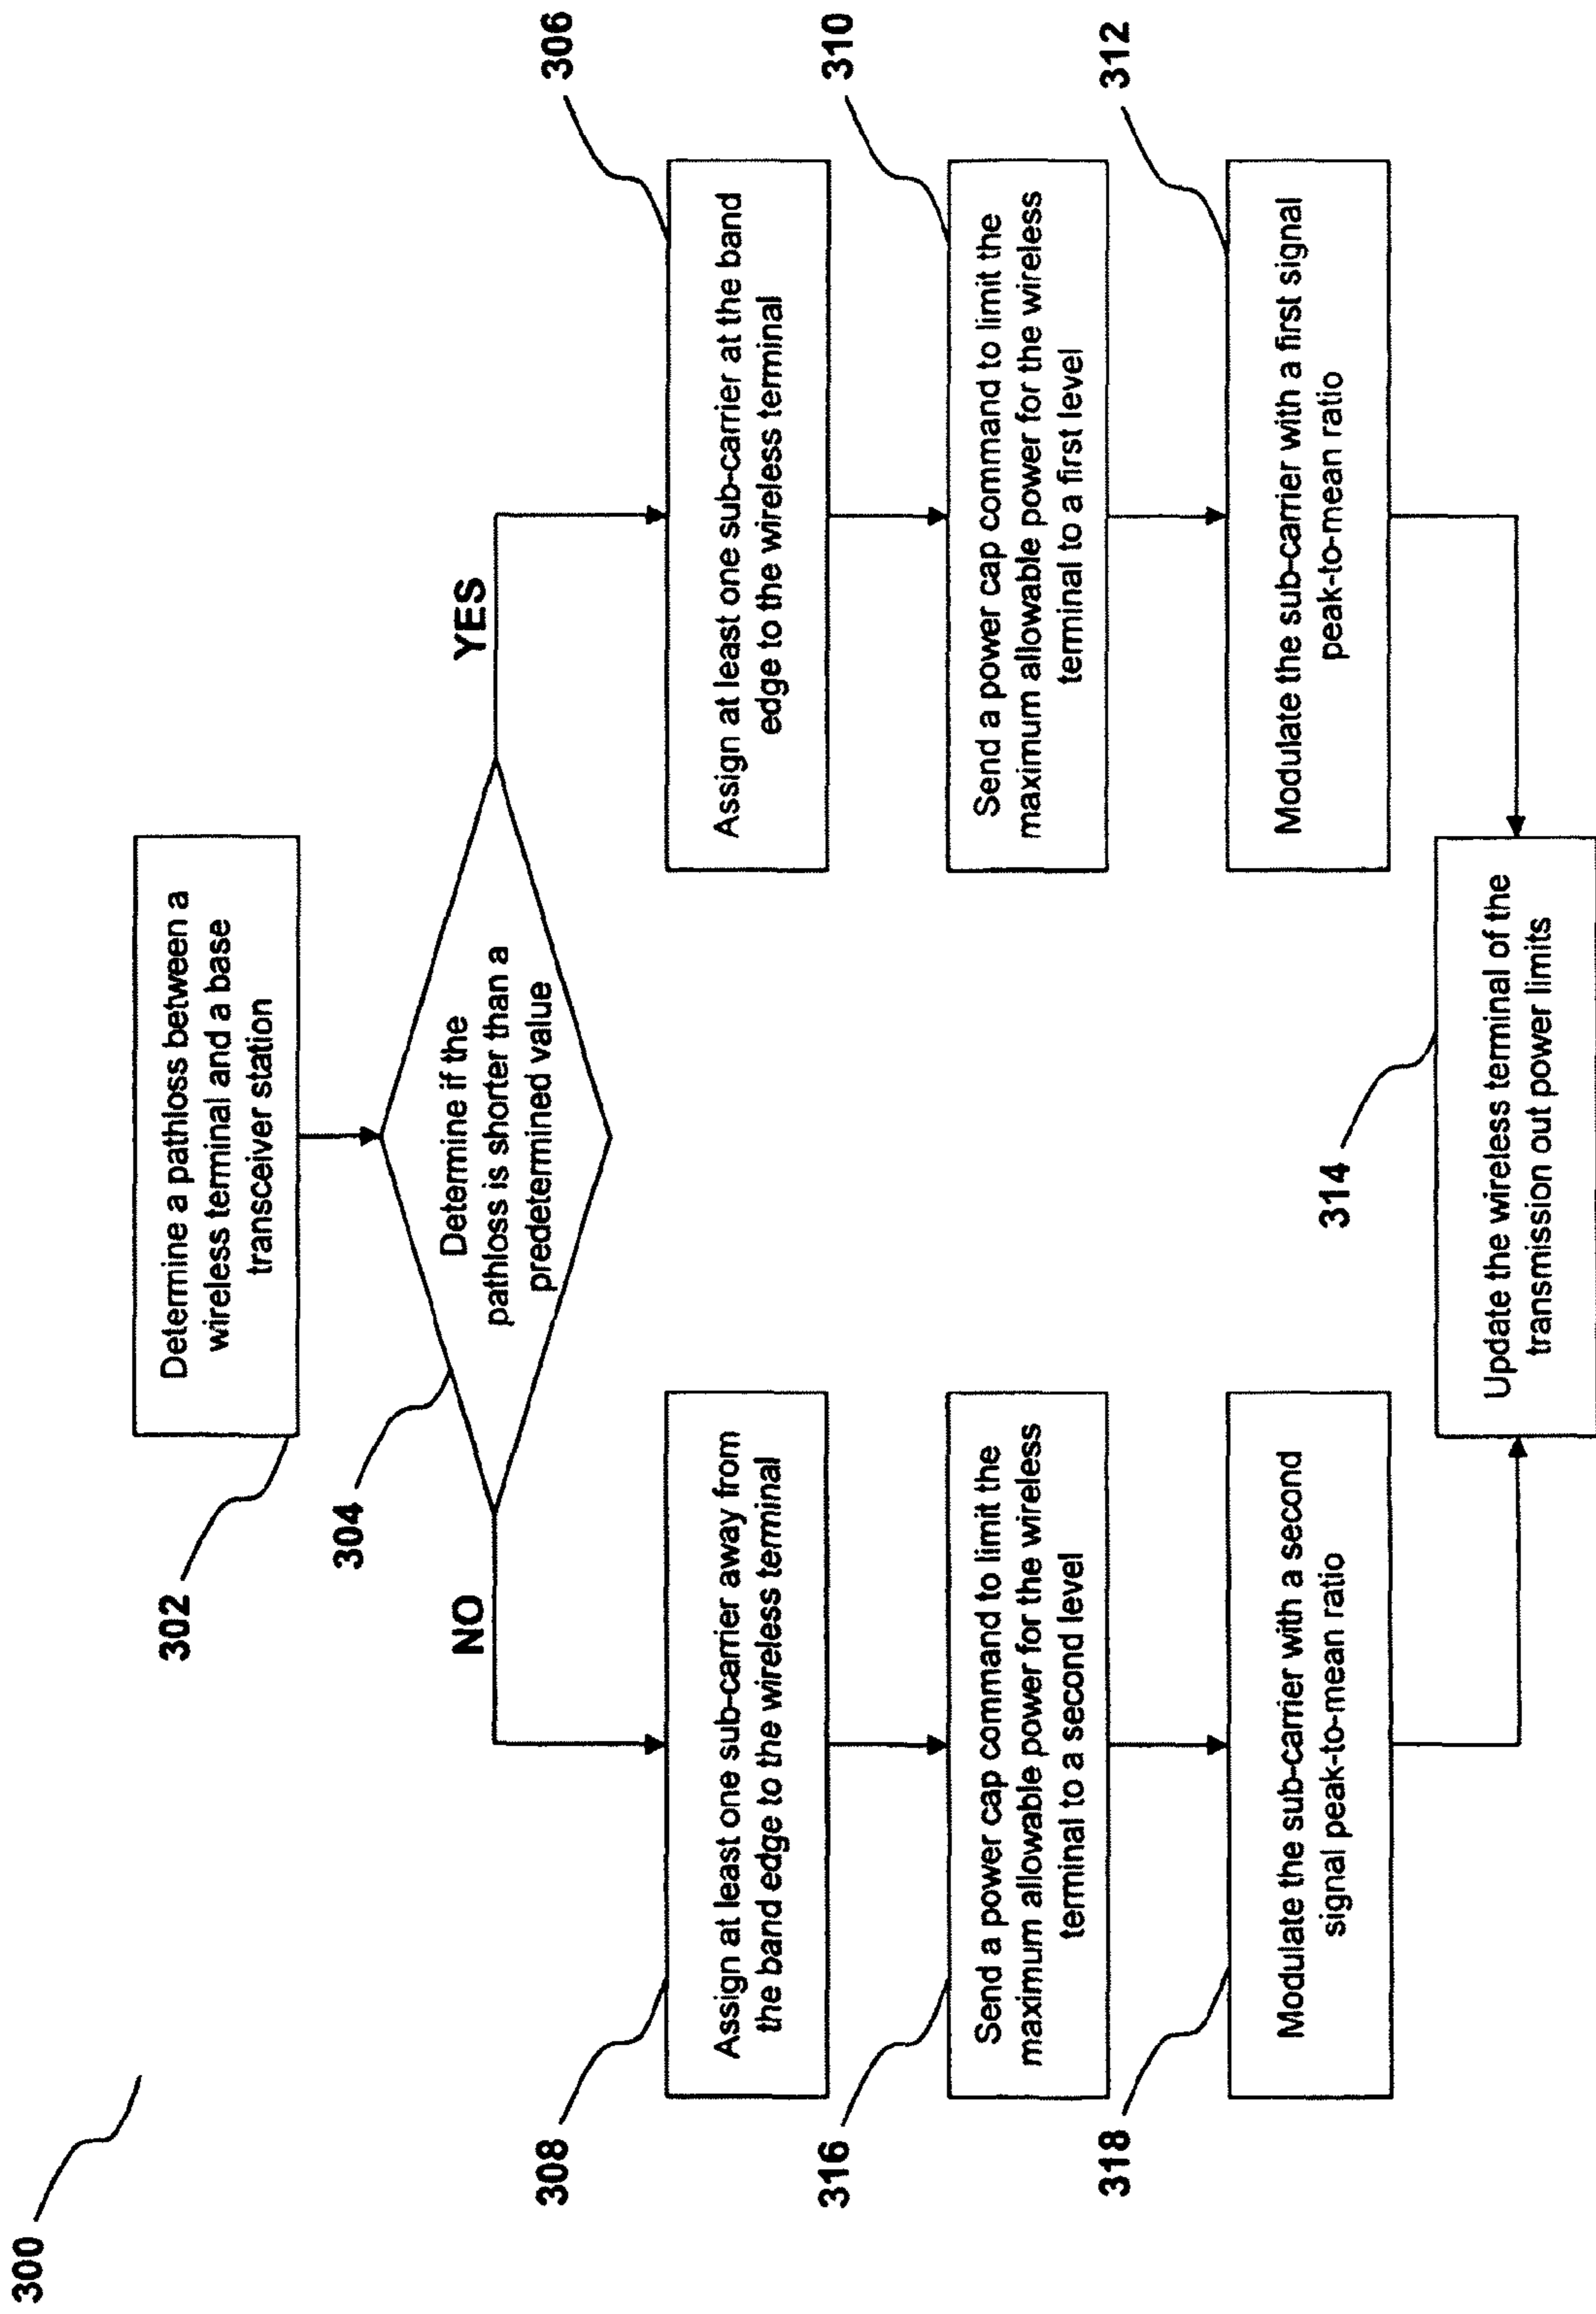 300
302
Determine a pathloss between a
wireless terminal and a base
transceiver station
304
Determine if the
pathloss is shorter than a
predetermined value
NO
YES
308
Assign at least one sub-carrier away from
the band edge to the wireless terminal
306
Assign at least one sub-carrier at the band
edge to the wireless terminal
316
Send a power cap command to limit the
maximum allowable power for the wireless
terminal to a second level
310
Send a power cap command to limit the
maximum allowable power for the wireless
terminal to a first level
318
Modulate the sub-carrier with a second
signal peak-to-mean ratio
312
Modulate the sub-carrier with a first signal
peak-to-mean ratio
314
Update the wireless terminal of the
transmission out power limits